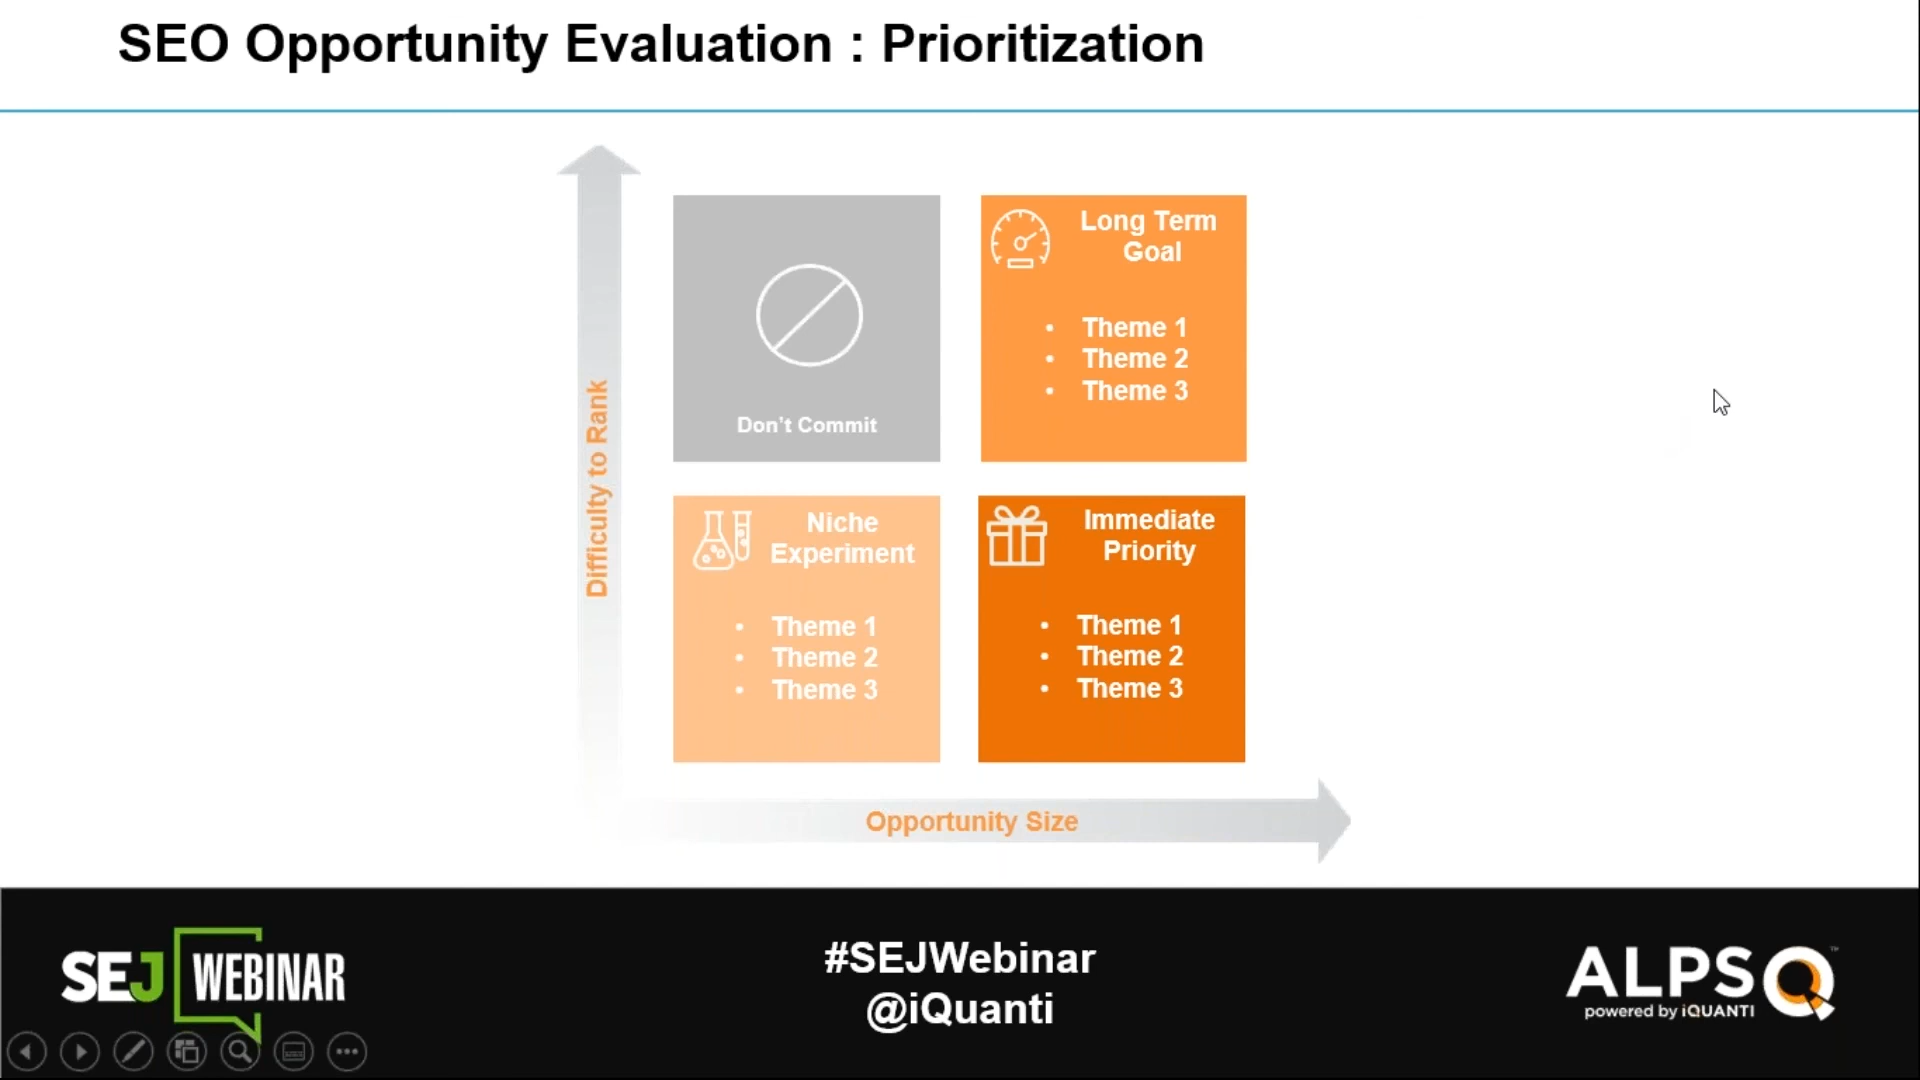 SEO Opportunity Evaluation : Prioritization
Difficulty to Rank
Don't Commit
Long Term
Goal
• Theme 1
• Theme 2
• Theme 3
Niche
Experiment
• Theme 1
• Theme 2
• Theme 3
Immediate
Priority
• Theme 1
• Theme 2
• Theme 3
Opportunity Size
SEJ WEBINAR
#SEJWebinar
@iQuanti
ALPS Q™
powered by iQUANTI